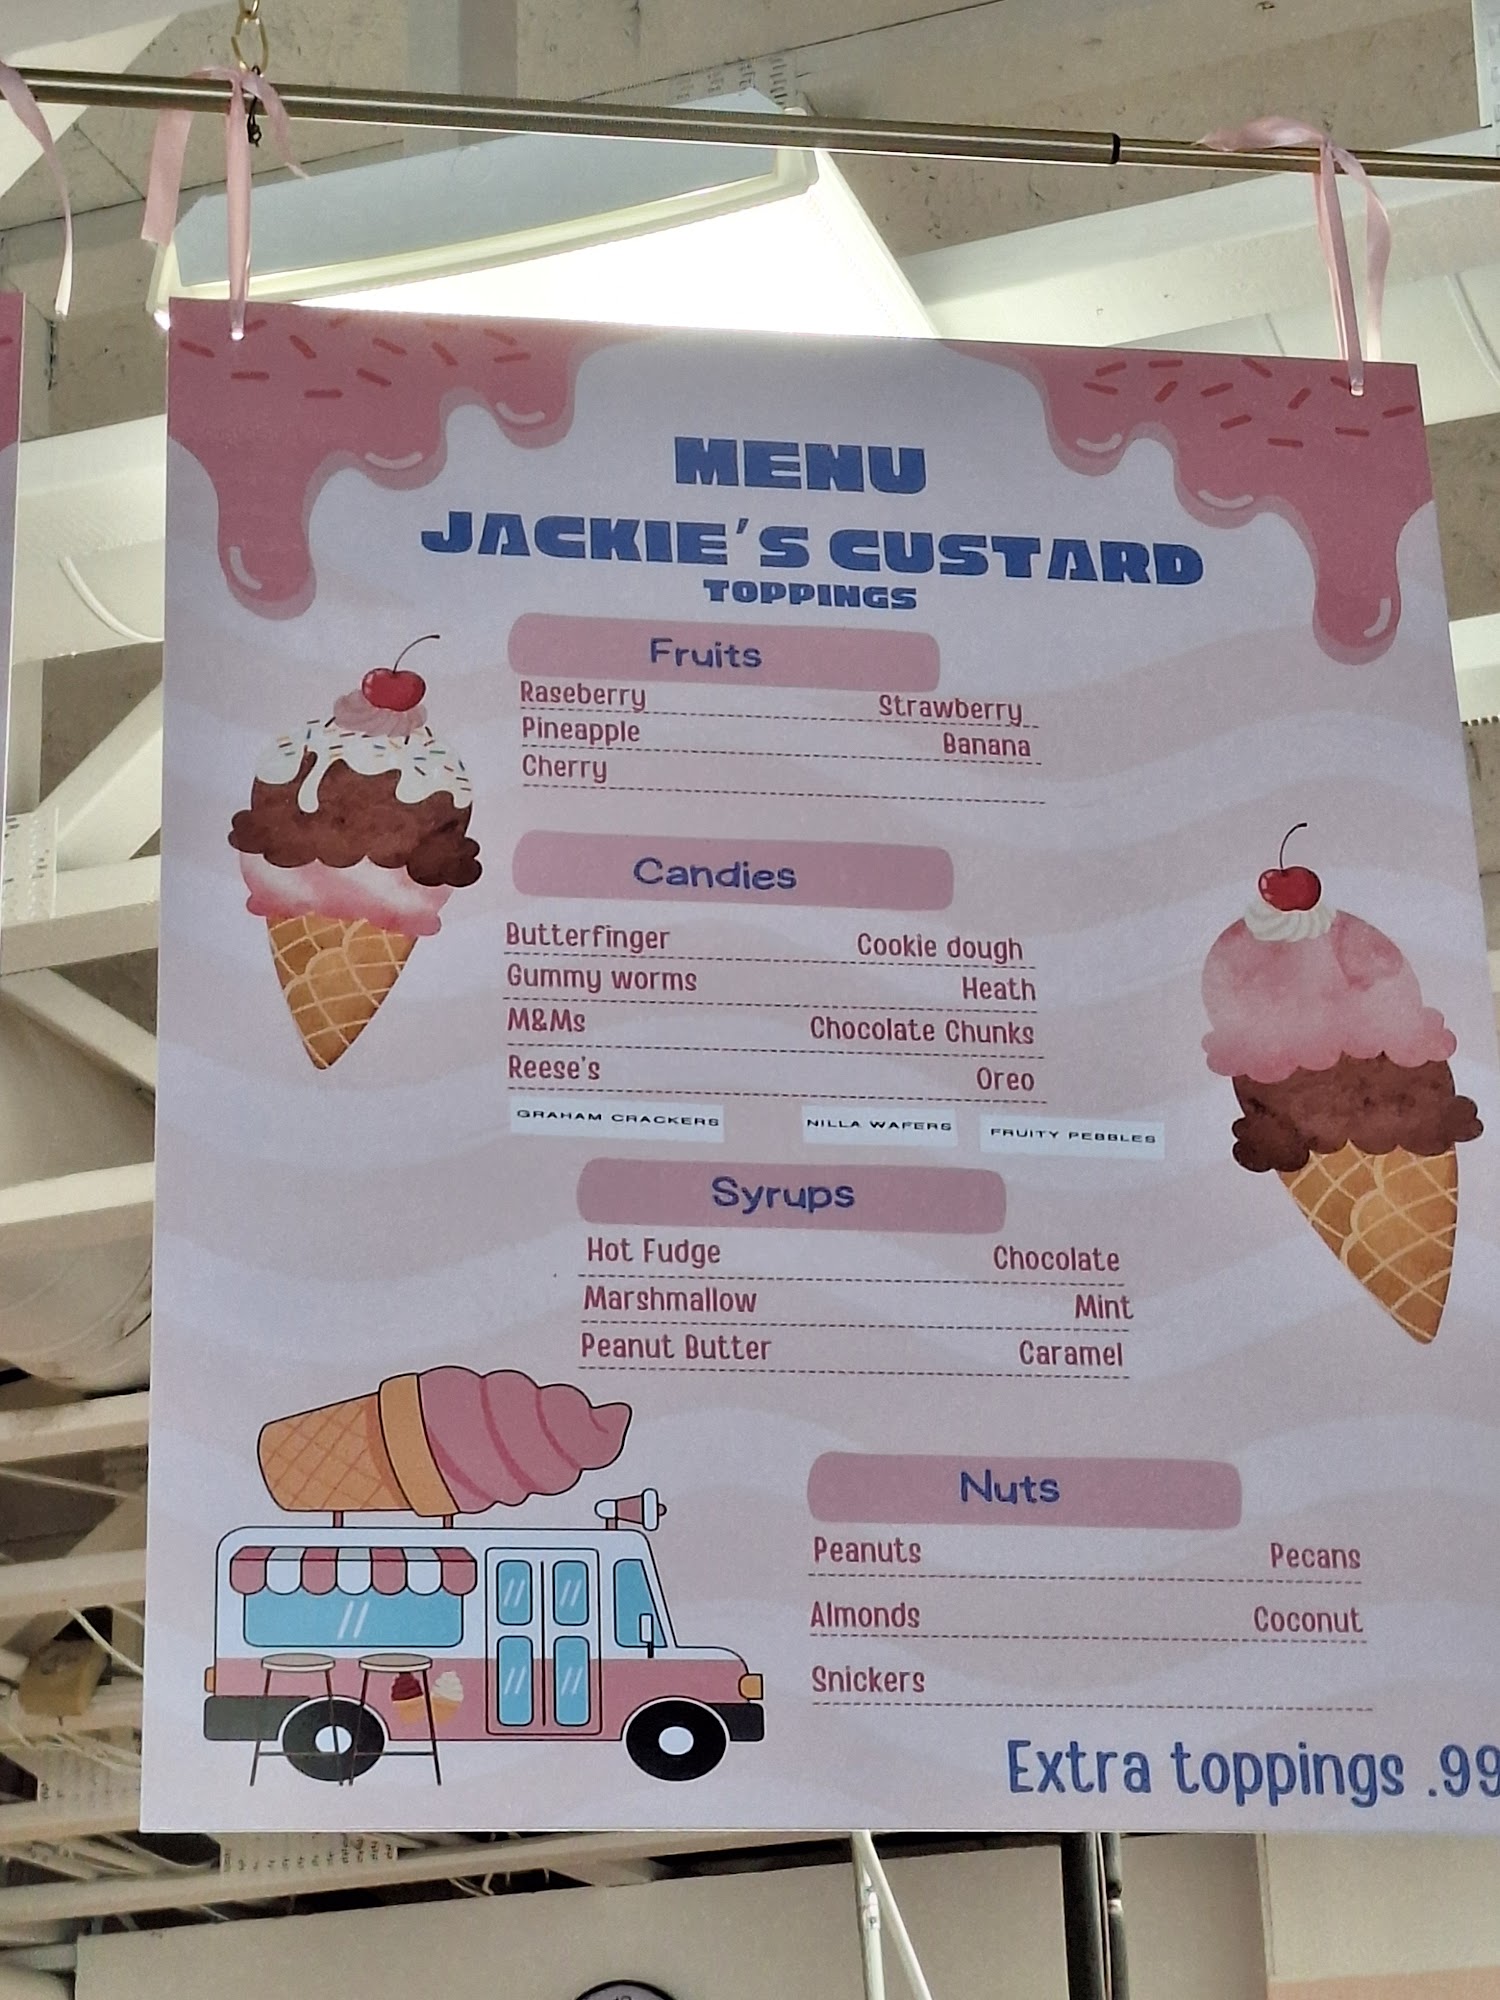 MENU
JACKIE'S CUSTARD
TOPPINGS
Fruits
Raseberry Strawberry
Pineapple Banana
Cherry
Candies
Butterfinger Cookie dough
Gummy worms Heath
M&Ms Chocolate Chunks
Reese's Oreo
GRAHAM CRACKERS NILLA WAFERS FRUITY PEBBLES
Syrups
Hot Fudge Chocolate
Marshmallow Mint
Peanut Butter Caramel
Nuts
Peanuts Pecans
Almonds Coconut
Snickers
Extra toppings .99